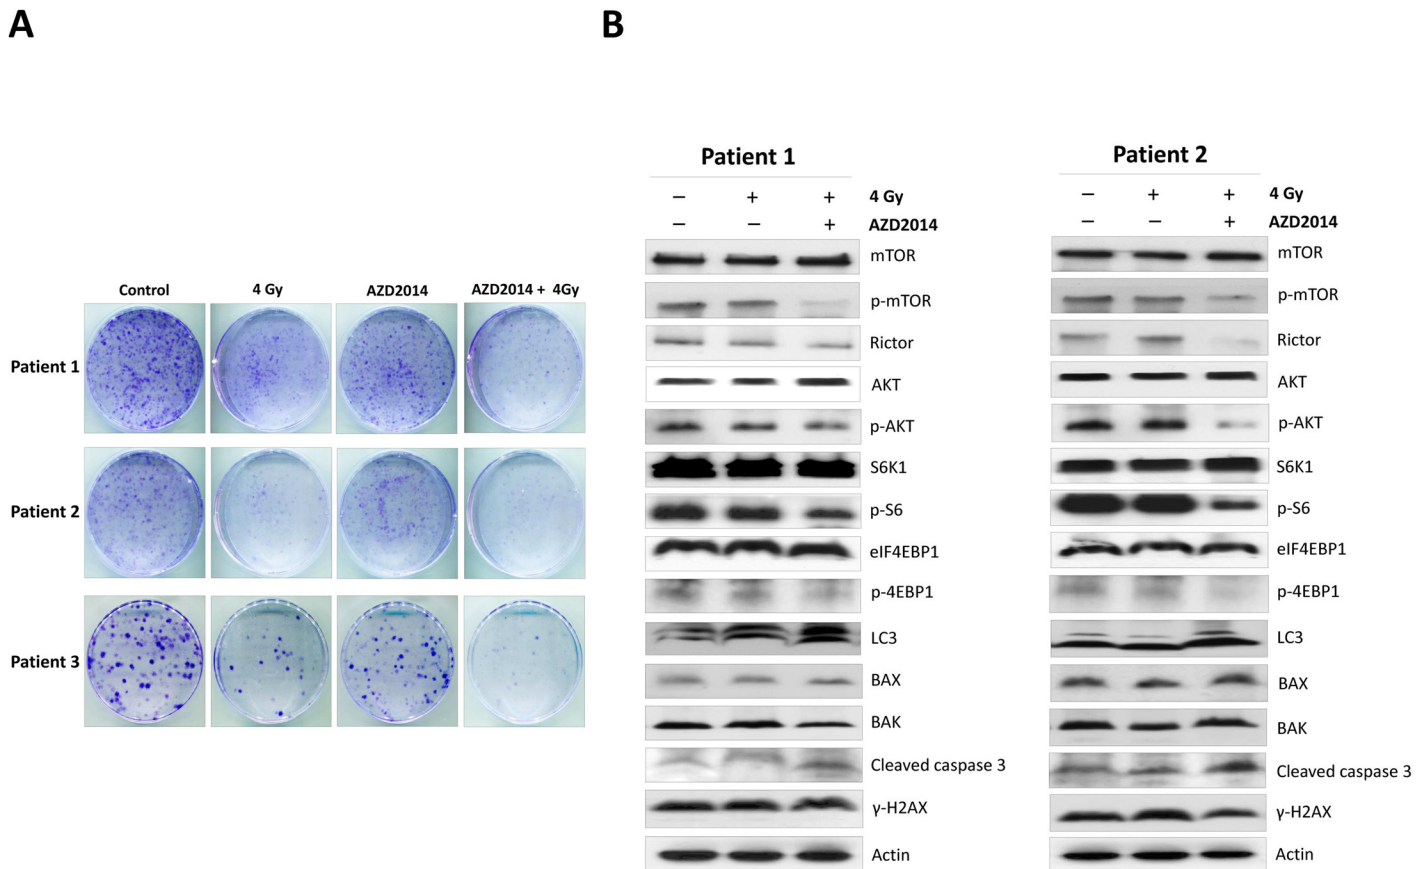 A
B
Control
4 Gy
AZD2014
AZD2014 + 4Gy
Patient 1
Patient 2
Patient 3
Patient 1
− + + 4 Gy
− − + AZD2014
mTOR
p-mTOR
Rictor
AKT
p-AKT
S6K1
p-S6
eIF4EBP1
p-4EBP1
LC3
BAX
BAK
Cleaved caspase 3
γ-H2AX
Actin
Patient 2
− + + 4 Gy
− − + AZD2014
mTOR
p-mTOR
Rictor
AKT
p-AKT
S6K1
p-S6
eIF4EBP1
p-4EBP1
LC3
BAX
BAK
Cleaved caspase 3
γ-H2AX
Actin